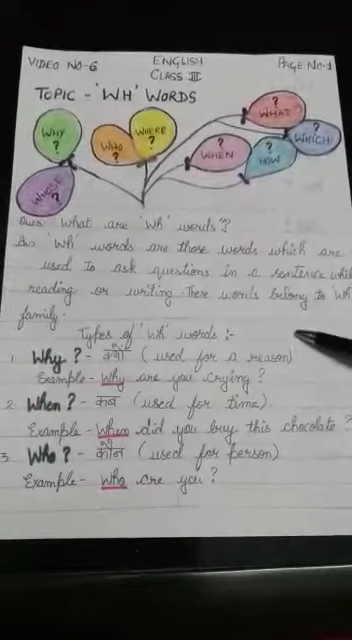 VIDEO NO-6 ENGLISH PAGE NO-1
CLASS III
TOPIC - 'WH' WORDS
WHY ?
WHO ?
WHERE ?
WHAT ?
WHICH ?
WHEN ?
HOW ?
WHOSE ?
Ques: What are 'Wh' words?
Ans: 'Wh' words are those words which are
used to ask questions in a sentence while
reading or writing. These words belong to 'Wh'
family.
Types of 'Wh' words :-
1. Why? - क्यों (used for a reason)
Example - Why are you crying?
2. When? - कब (used for time)
Example - When did you buy this chocolate?
3. Who? - कौन (used for person)
Example - Who are you?